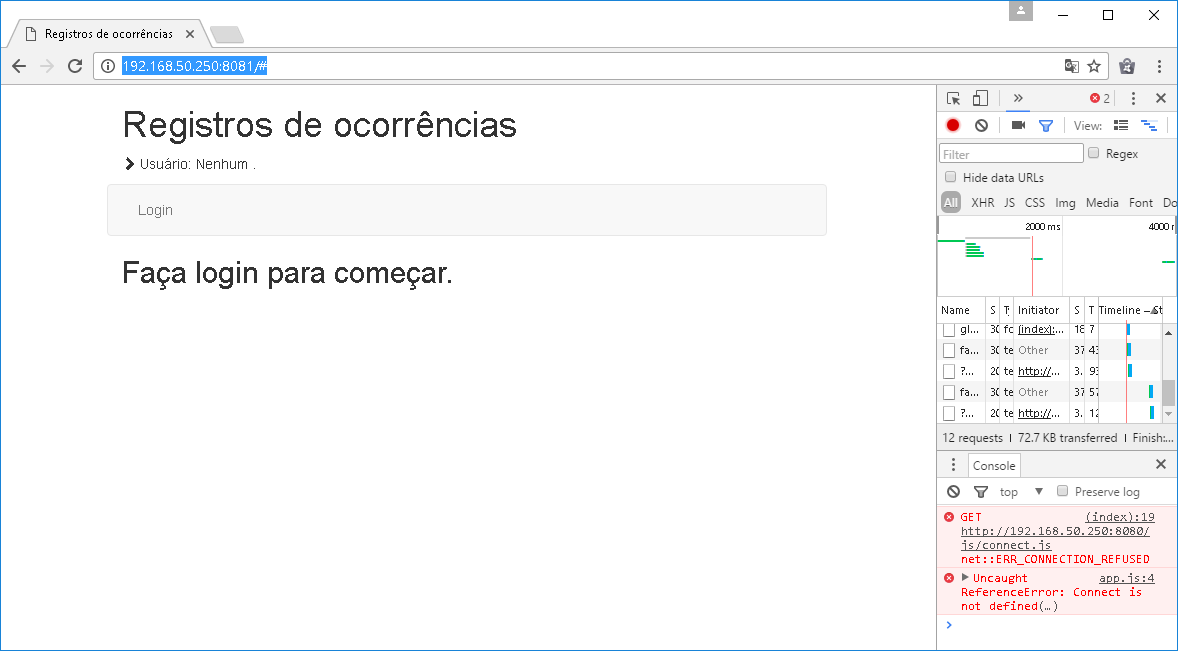 Registros de ocorrências
192.168.50.250:8081/#
Registros de ocorrências
Usuário: Nenhum .
Login
Faça login para começar.
2
View:
Filter
Regex
Hide data URLs
All XHR JS CSS Img Media Font Do
2000 ms 4000 r
Name S T Initiator S T Timeline – St
gl... 30 fo (index):... 18 7
fa... 30 te Other 37 43
?... 20 te http://... 3. 93
fa... 30 te Other 37 57
?... 20 te http://... 3. 12
12 requests I 72.7 KB transferred I Finish:...
Console
top Preserve log
GET (index):19
http://192.168.50.250:8080/
js/connect.js
net::ERR_CONNECTION_REFUSED
Uncaught app.js:4
ReferenceError: Connect is
not defined(…)